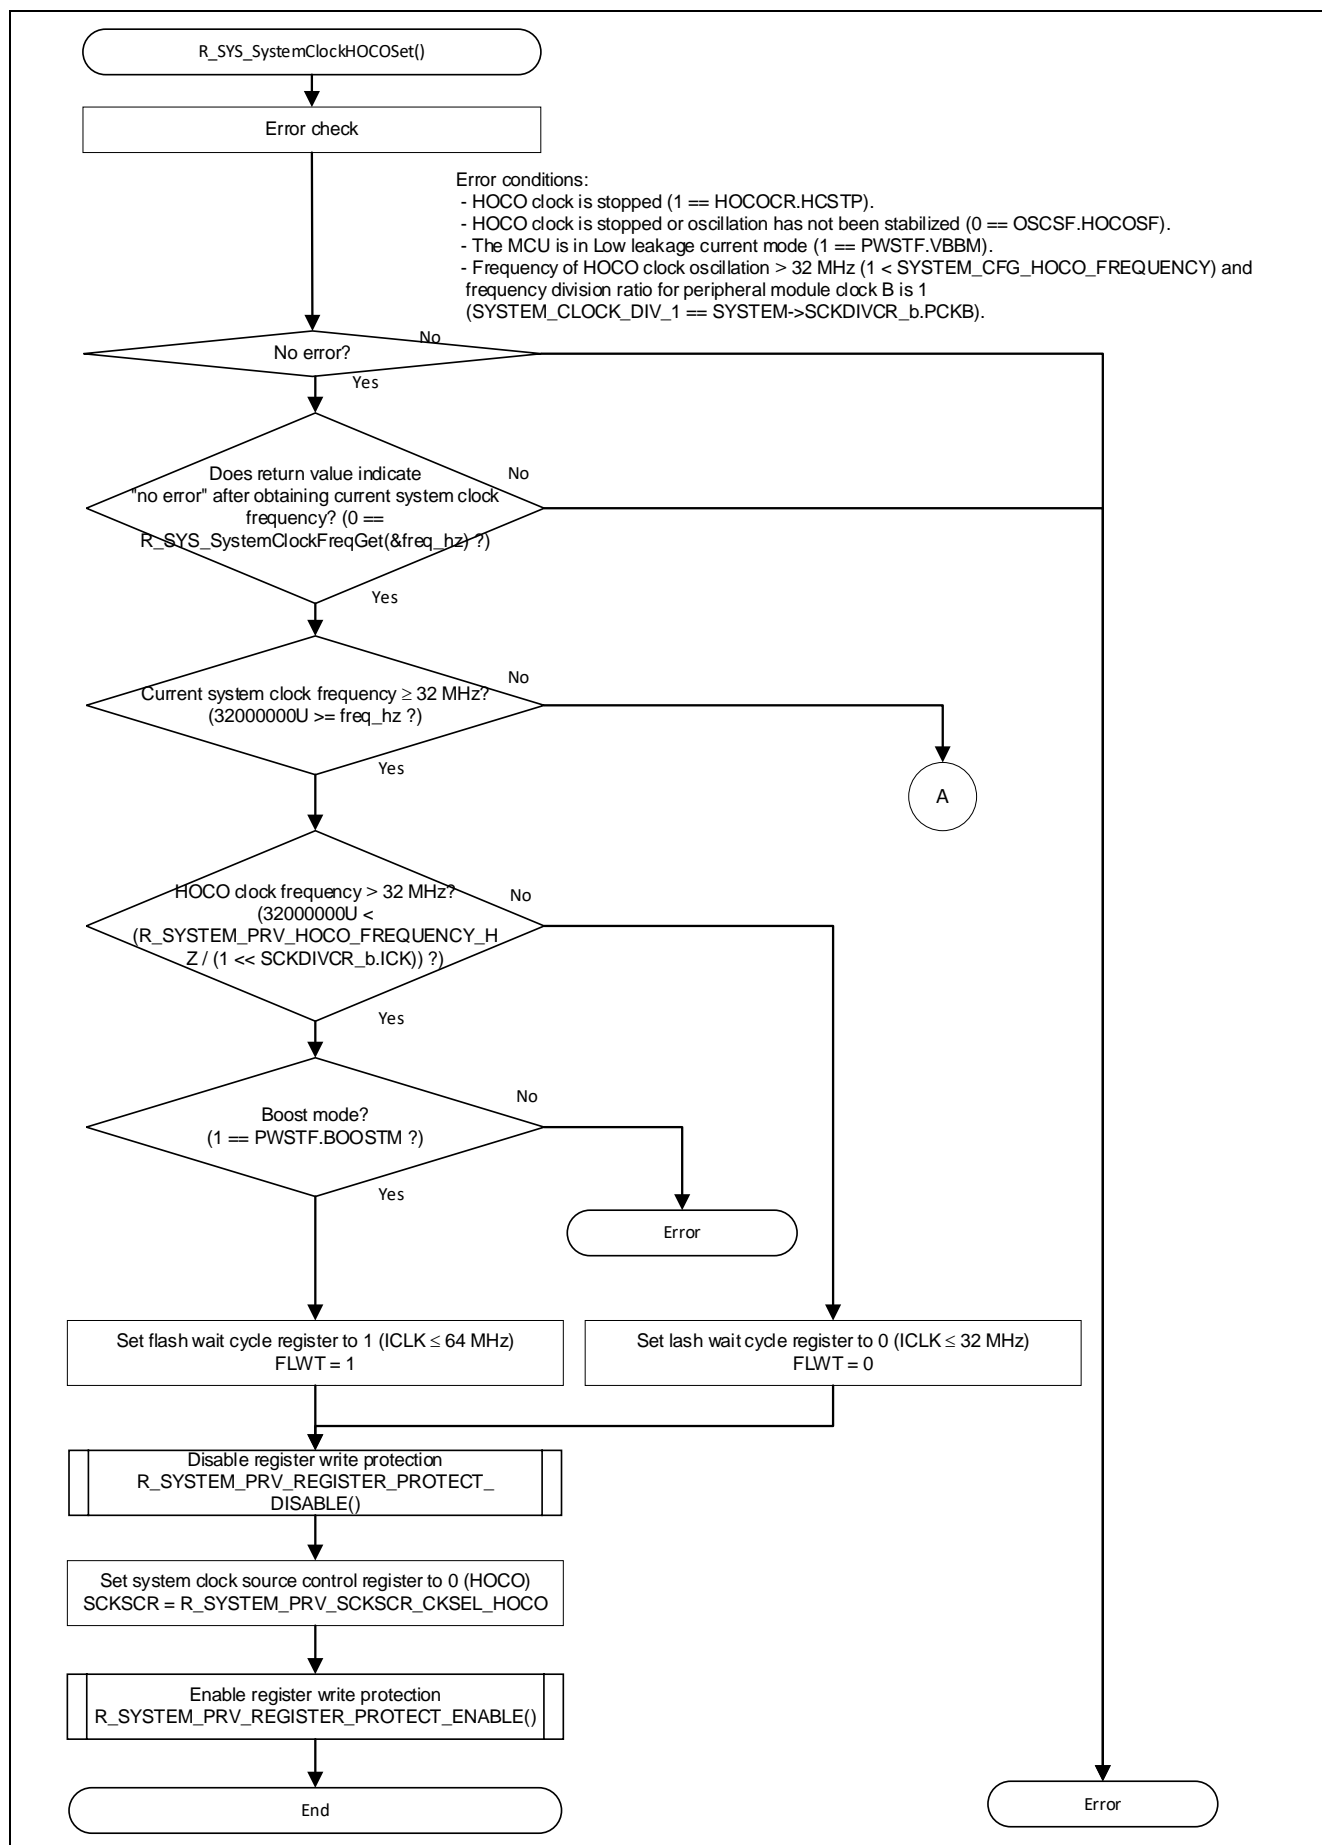 R_SYS_SystemClockHOCOSet()
Error check
Error conditions:
- HOCO clock is stopped (1 == HOCOCR.HCSTP).
- HOCO clock is stopped or oscillation has not been stabilized (0 == OSCSF.HOCOSF).
- The MCU is in Low leakage current mode (1 == PWSTF.VBBM).
- Frequency of HOCO clock oscillation > 32 MHz (1 < SYSTEM_CFG_HOCO_FREQUENCY) and
frequency division ratio for peripheral module clock B is 1
(SYSTEM_CLOCK_DIV_1 == SYSTEM->SCKDIVCR_b.PCKB).
No error?
No
Yes
Does return value indicate
"no error" after obtaining current system clock
frequency? (0 ==
R_SYS_SystemClockFreqGet(&freq_hz) ?)
No
Yes
Current system clock frequency ≥ 32 MHz?
(32000000U >= freq_hz ?)
No
Yes
A
HOCO clock frequency > 32 MHz?
(32000000U <
(R_SYSTEM_PRV_HOCO_FREQUENCY_H
Z / (1 << SCKDIVCR_b.ICK)) ?)
No
Yes
Boost mode?
(1 == PWSTF.BOOSTM ?)
No
Yes
Error
Set flash wait cycle register to 1 (ICLK ≤ 64 MHz)
FLWT = 1
Set lash wait cycle register to 0 (ICLK ≤ 32 MHz)
FLWT = 0
Disable register write protection
R_SYSTEM_PRV_REGISTER_PROTECT_
DISABLE()
Set system clock source control register to 0 (HOCO)
SCKSCR = R_SYSTEM_PRV_SCKSCR_CKSEL_HOCO
Enable register write protection
R_SYSTEM_PRV_REGISTER_PROTECT_ENABLE()
End
Error